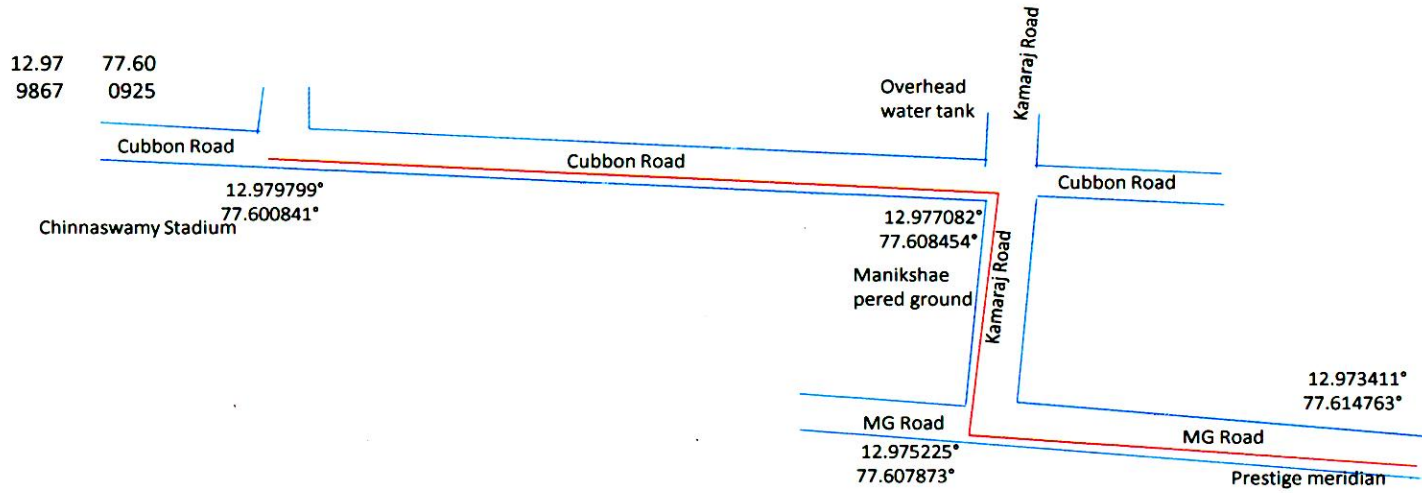 12.97 77.60
9867 0925
Overhead
water tank
Kamaraj Road
Cubbon Road
Cubbon Road
Cubbon Road
12.979799°
77.600841°
Chinnaswamy Stadium
12.977082°
77.608454°
Manikshae
pered ground
Kamaraj Road
12.973411°
77.614763°
MG Road
MG Road
12.975225°
77.607873°
Prestige meridian